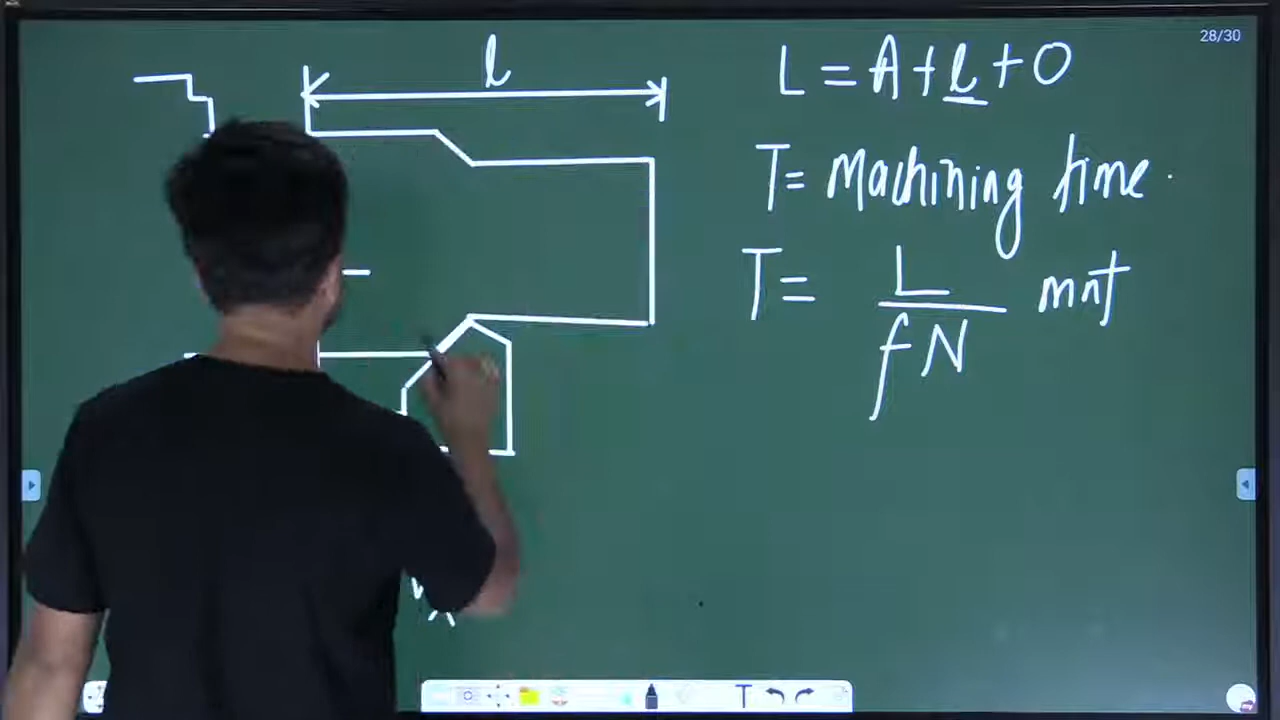 28/30
l
L = A + l + O
T = Machining time.
T = L / fN mnt
T